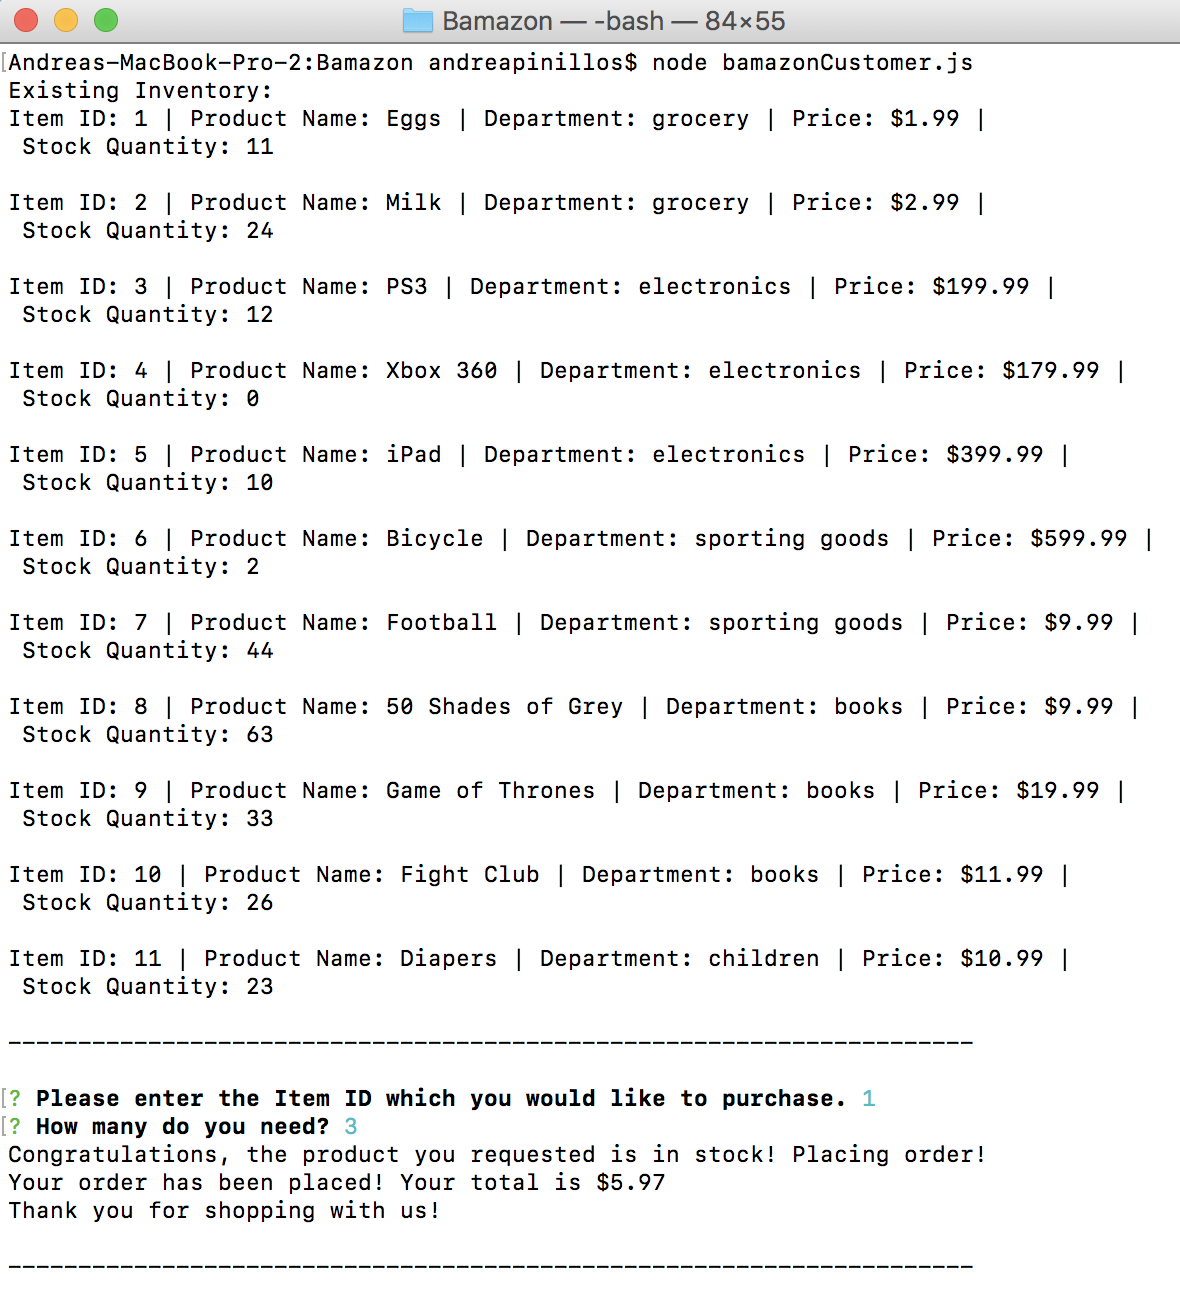 Bamazon — -bash — 84×55
[Andreas-MacBook-Pro-2:Bamazon andreapinillos$ node bamazonCustomer.js
Existing Inventory:
Item ID: 1 | Product Name: Eggs | Department: grocery | Price: $1.99 |
 Stock Quantity: 11

Item ID: 2 | Product Name: Milk | Department: grocery | Price: $2.99 |
 Stock Quantity: 24

Item ID: 3 | Product Name: PS3 | Department: electronics | Price: $199.99 |
 Stock Quantity: 12

Item ID: 4 | Product Name: Xbox 360 | Department: electronics | Price: $179.99 |
 Stock Quantity: 0

Item ID: 5 | Product Name: iPad | Department: electronics | Price: $399.99 |
 Stock Quantity: 10

Item ID: 6 | Product Name: Bicycle | Department: sporting goods | Price: $599.99 |
 Stock Quantity: 2

Item ID: 7 | Product Name: Football | Department: sporting goods | Price: $9.99 |
 Stock Quantity: 44

Item ID: 8 | Product Name: 50 Shades of Grey | Department: books | Price: $9.99 |
 Stock Quantity: 63

Item ID: 9 | Product Name: Game of Thrones | Department: books | Price: $19.99 |
 Stock Quantity: 33

Item ID: 10 | Product Name: Fight Club | Department: books | Price: $11.99 |
 Stock Quantity: 26

Item ID: 11 | Product Name: Diapers | Department: children | Price: $10.99 |
 Stock Quantity: 23

---------------------------------------------------------------------

[? Please enter the Item ID which you would like to purchase. 1
[? How many do you need? 3
Congratulations, the product you requested is in stock! Placing order!
Your order has been placed! Your total is $5.97
Thank you for shopping with us!

---------------------------------------------------------------------